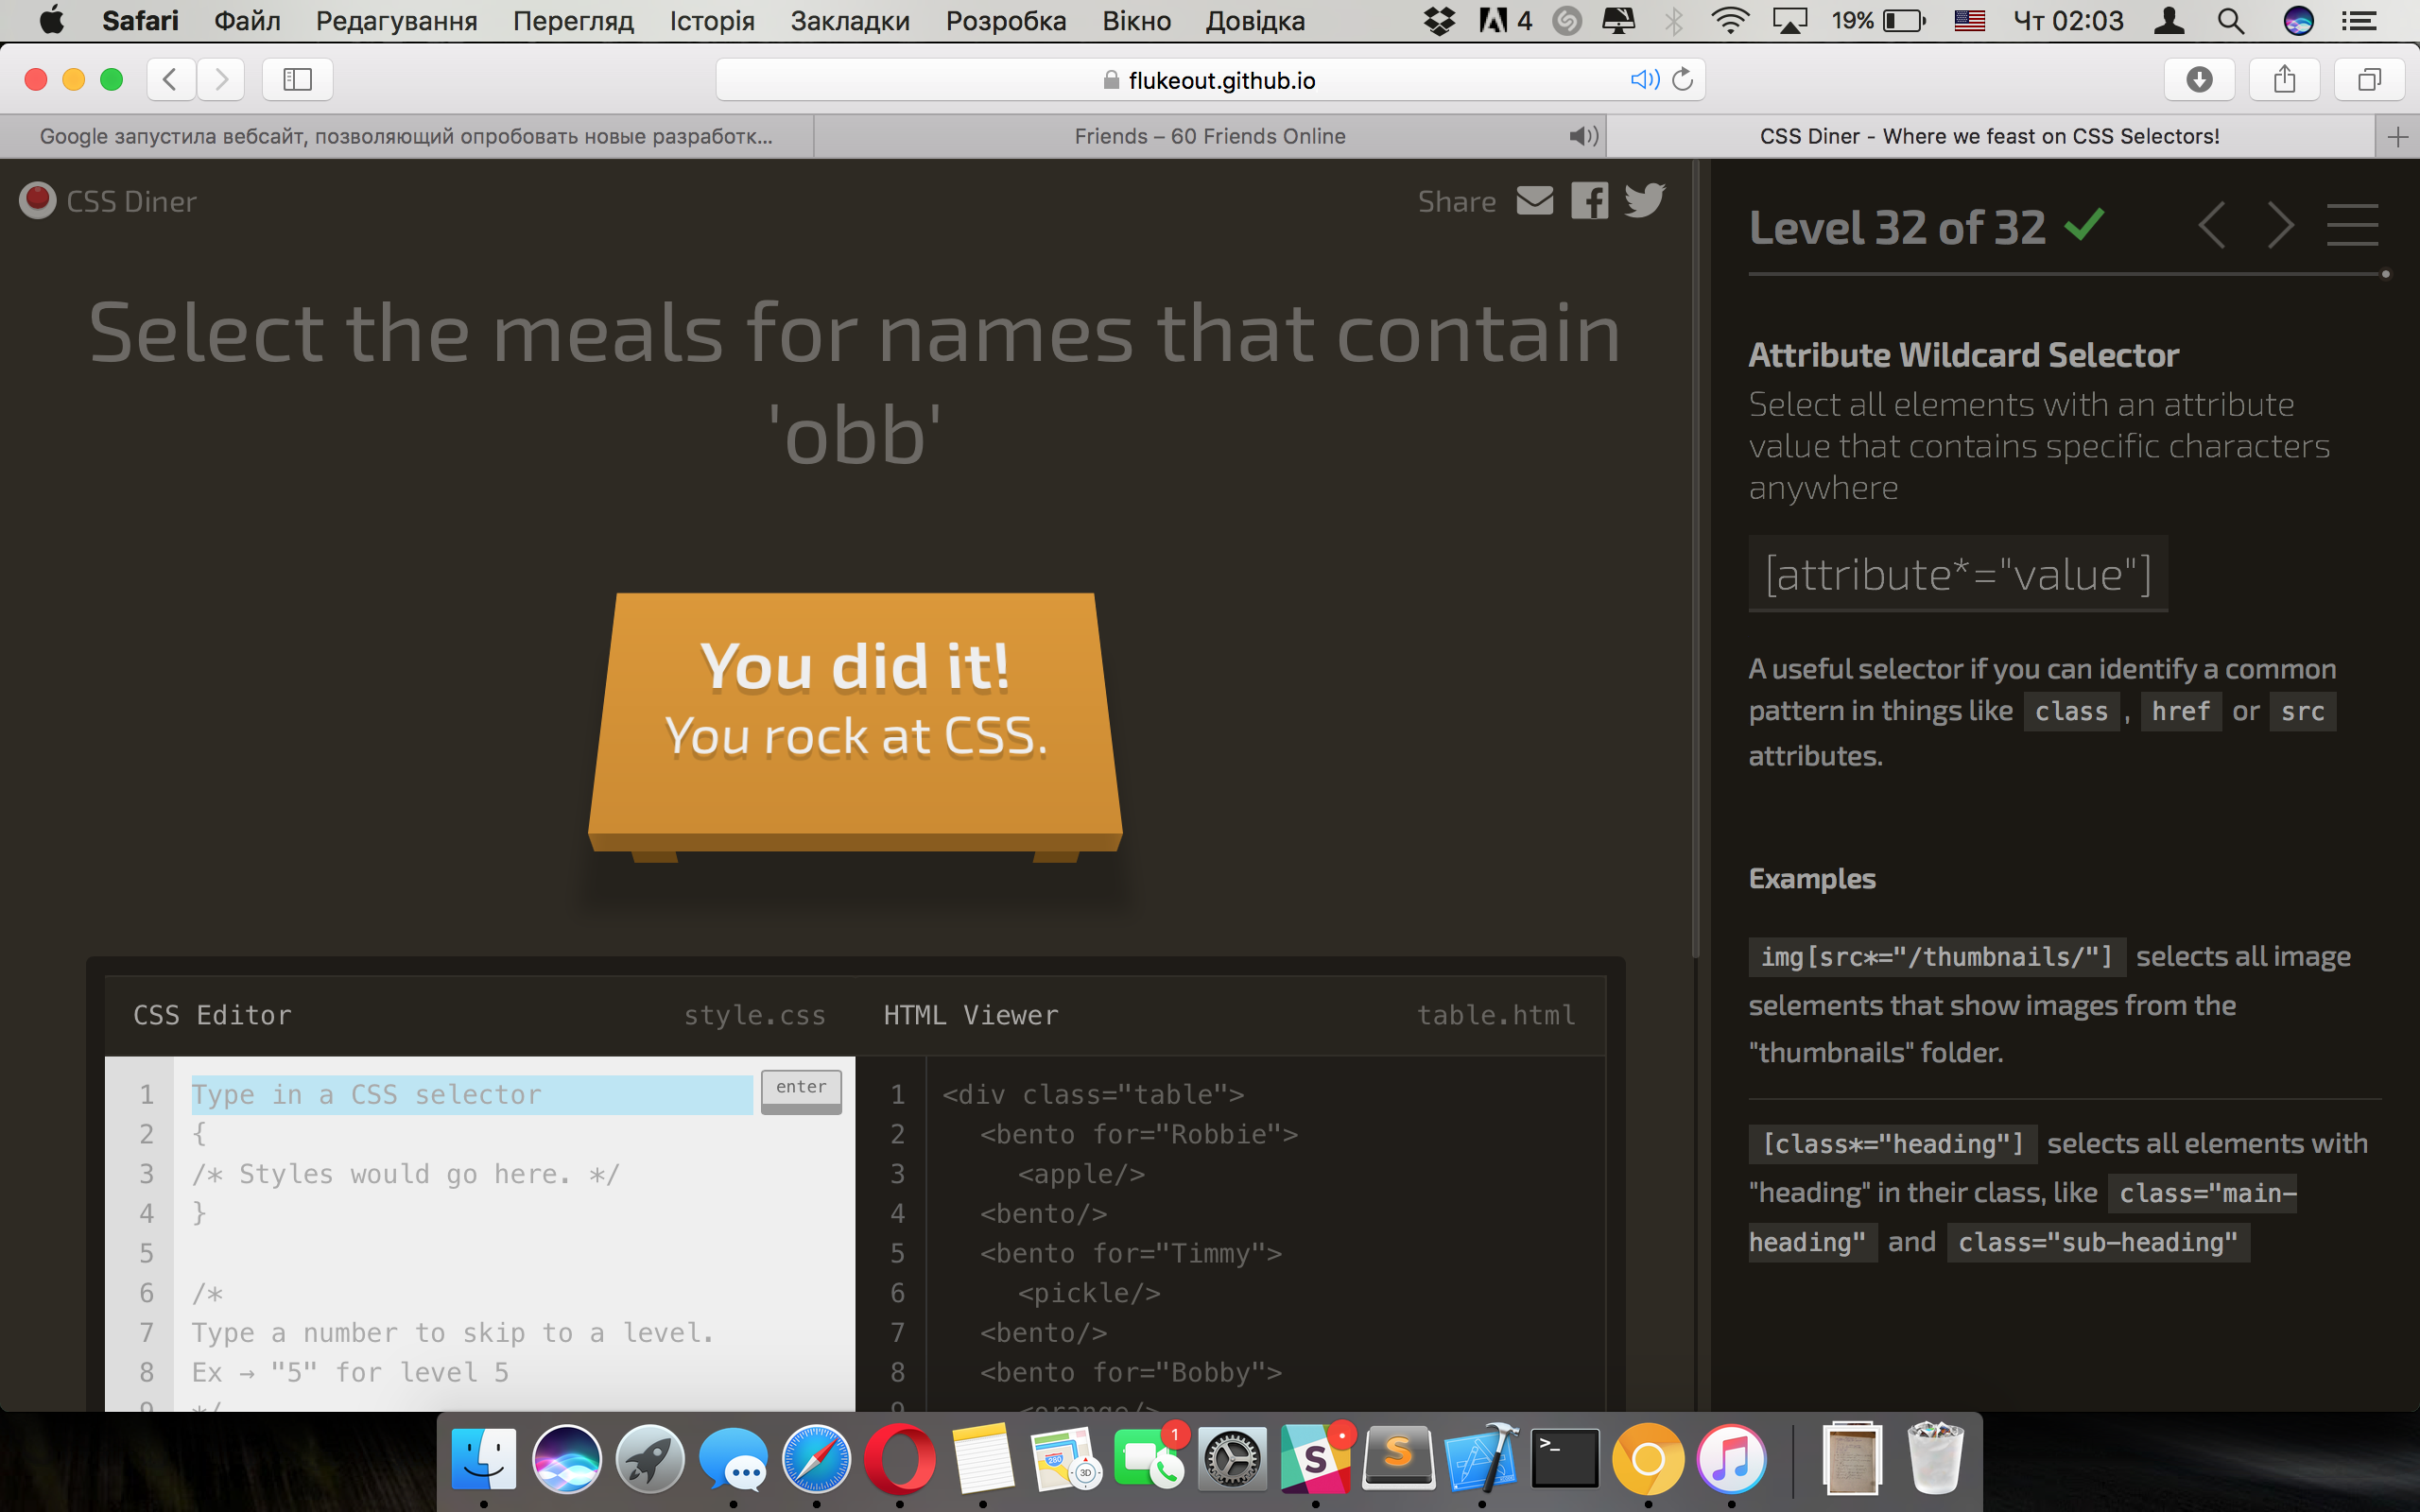 Safari Файл Редагування Перегляд Історія Закладки Розробка Вікно Довідка 4 19% Чт 02:03
flukeout.github.io
Google запустила вебсайт, позволяющий опробовать новые разработк...
Friends – 60 Friends Online
CSS Diner - Where we feast on CSS Selectors!
CSS Diner
Share
Select the meals for names that contain
'obb'
You did it!
You rock at CSS.
CSS Editor style.css
1 Type in a CSS selector
enter
2 {
3 /* Styles would go here. */
4 }
5
6 /*
7 Type a number to skip to a level.
8 Ex → "5" for level 5
9 */
HTML Viewer table.html
1 <div class="table">
2 <bento for="Robbie">
3 <apple/>
4 <bento/>
5 <bento for="Timmy">
6 <pickle/>
7 <bento/>
8 <bento for="Bobby">
9 <orange/>
Level 32 of 32
Attribute Wildcard Selector
Select all elements with an attribute
value that contains specific characters
anywhere
[attribute*="value"]
A useful selector if you can identify a common
pattern in things like class , href or src
attributes.
Examples
img[src*="/thumbnails/"] selects all image
selements that show images from the
"thumbnails" folder.
[class*="heading"] selects all elements with
"heading" in their class, like class="main-
heading" and class="sub-heading"
280
3D
1
S
S
>_